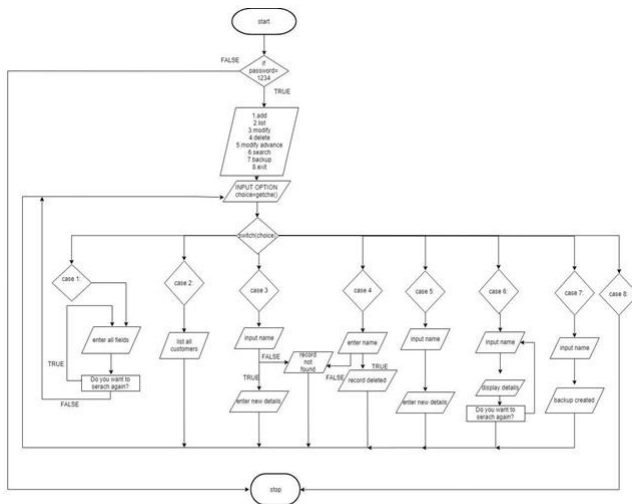 start
FALSE
if
password=
1234
TRUE
1.add
2.list
3.modify
4.delete
5.modify advance
6.search
7.backup
8.exit
INPUT OPTION
choice=getche()
switch(choice)
case 1:
case 2:
case 3
case 4
case 5:
case 6:
case 7:
case 8:
enter all fields
list all
customers
input name
enter name
input name
input name
input name
FALSE
record
not
found
TRUE
TRUE
FALSE
TRUE
record deleted
Do you want to
serach again?
FALSE
enter new details
enter new details
display details
Do you want to
serach again?
backup created
stop